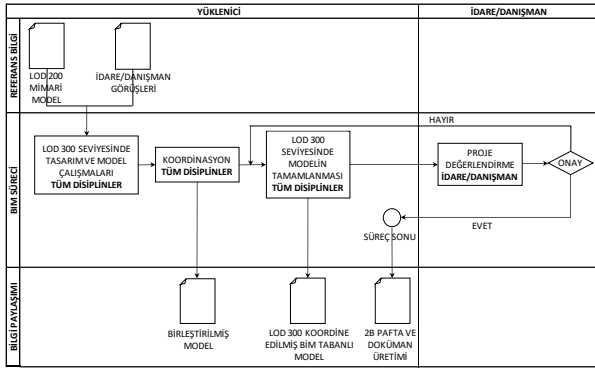 YÜKLENİCİ
İDARE/DANIŞMAN
REFERANS BİLGİ
LOD 200
MİMARİ
MODEL
İDARE/DANIŞMAN
GÖRÜŞLERİ
BIM SÜRECİ
LOD 300 SEVİYESİNDE
TASARIM VE MODEL
ÇALIŞMALARI
TÜM DİSİPLİNLER
KOORDİNASYON
TÜM DİSİPLİNLER
LOD 300
SEVİYESİNDE
MODELİN
TAMAMLANMASI
TÜM DİSİPLİNLER
HAYIR
PROJE
DEĞERLENDİRME
İDARE/DANIŞMAN
ONAY
EVET
SÜREÇ SONU
BİLGİ PAYLAŞIMI
BİRLEŞTİRİLMİŞ
MODEL
LOD 300 KOORDİNE
EDİLMİŞ BIM TABANLI
MODEL
2B PAFTA VE
DOKÜMAN
ÜRETİMİ